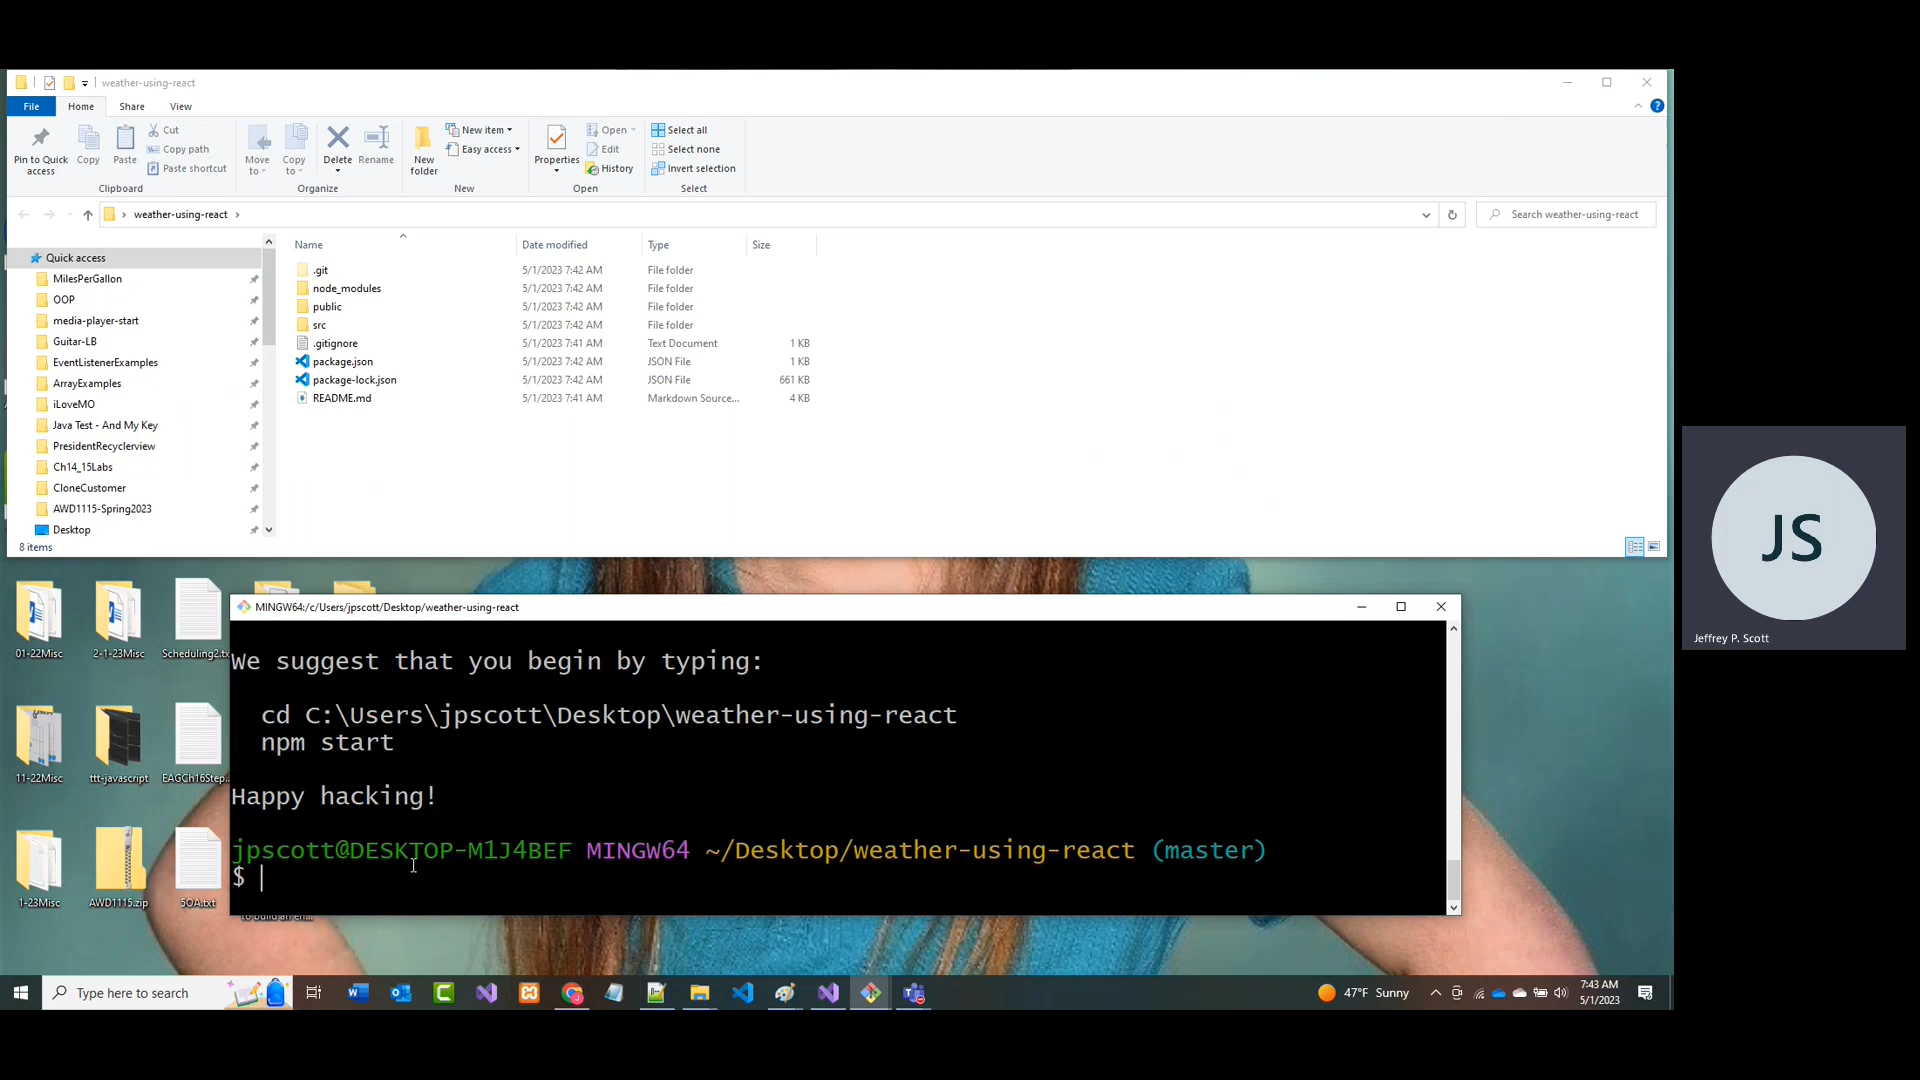 weather-using-react
File Home Share View
Pin to Quick access
Copy
Paste
Cut
Copy path
Paste shortcut
Clipboard
Move to
Copy to
Delete
Rename
Organize
New folder
New item
Easy access
New
Properties
Open
Edit
History
Open
Select all
Select none
Invert selection
Select
weather-using-react
Search weather-using-react
Quick access
MilesPerGallon
OOP
media-player-start
Guitar-LB
EventListenerExamples
ArrayExamples
iLoveMO
Java Test - And My Key
PresidentRecyclerview
Ch14_15Labs
CloneCustomer
AWD1115-Spring2023
Desktop
Name Date modified Type Size
.git 5/1/2023 7:42 AM File folder
node_modules 5/1/2023 7:42 AM File folder
public 5/1/2023 7:42 AM File folder
src 5/1/2023 7:42 AM File folder
.gitignore 5/1/2023 7:41 AM Text Document 1 KB
package.json 5/1/2023 7:42 AM JSON File 1 KB
package-lock.json 5/1/2023 7:42 AM JSON File 661 KB
README.md 5/1/2023 7:41 AM Markdown Source... 4 KB
8 items
JS
Jeffrey P. Scott
01-22Misc
2-1-23Misc
Scheduling2.tx
11-22Misc
ttt-javascript
EAGCh16Step...
1-23Misc
AWD1115.zip
SOA.txt
MINGW64:/c/Users/jpscott/Desktop/weather-using-react
We suggest that you begin by typing:
cd C:\Users\jpscott\Desktop\weather-using-react
npm start
Happy hacking!
jpscott@DESKTOP-M1J4BEF MINGW64 ~/Desktop/weather-using-react (master)
$
Type here to search
47°F Sunny
7:43 AM
5/1/2023